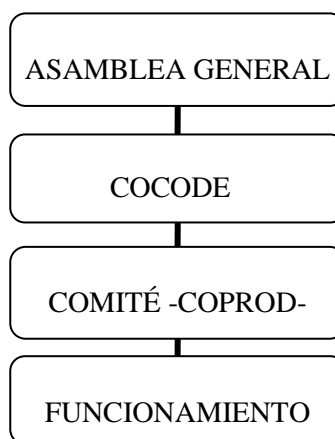 ASAMBLEA GENERAL
COCODE
COMITÉ -COPROD-
FUNCIONAMIENTO